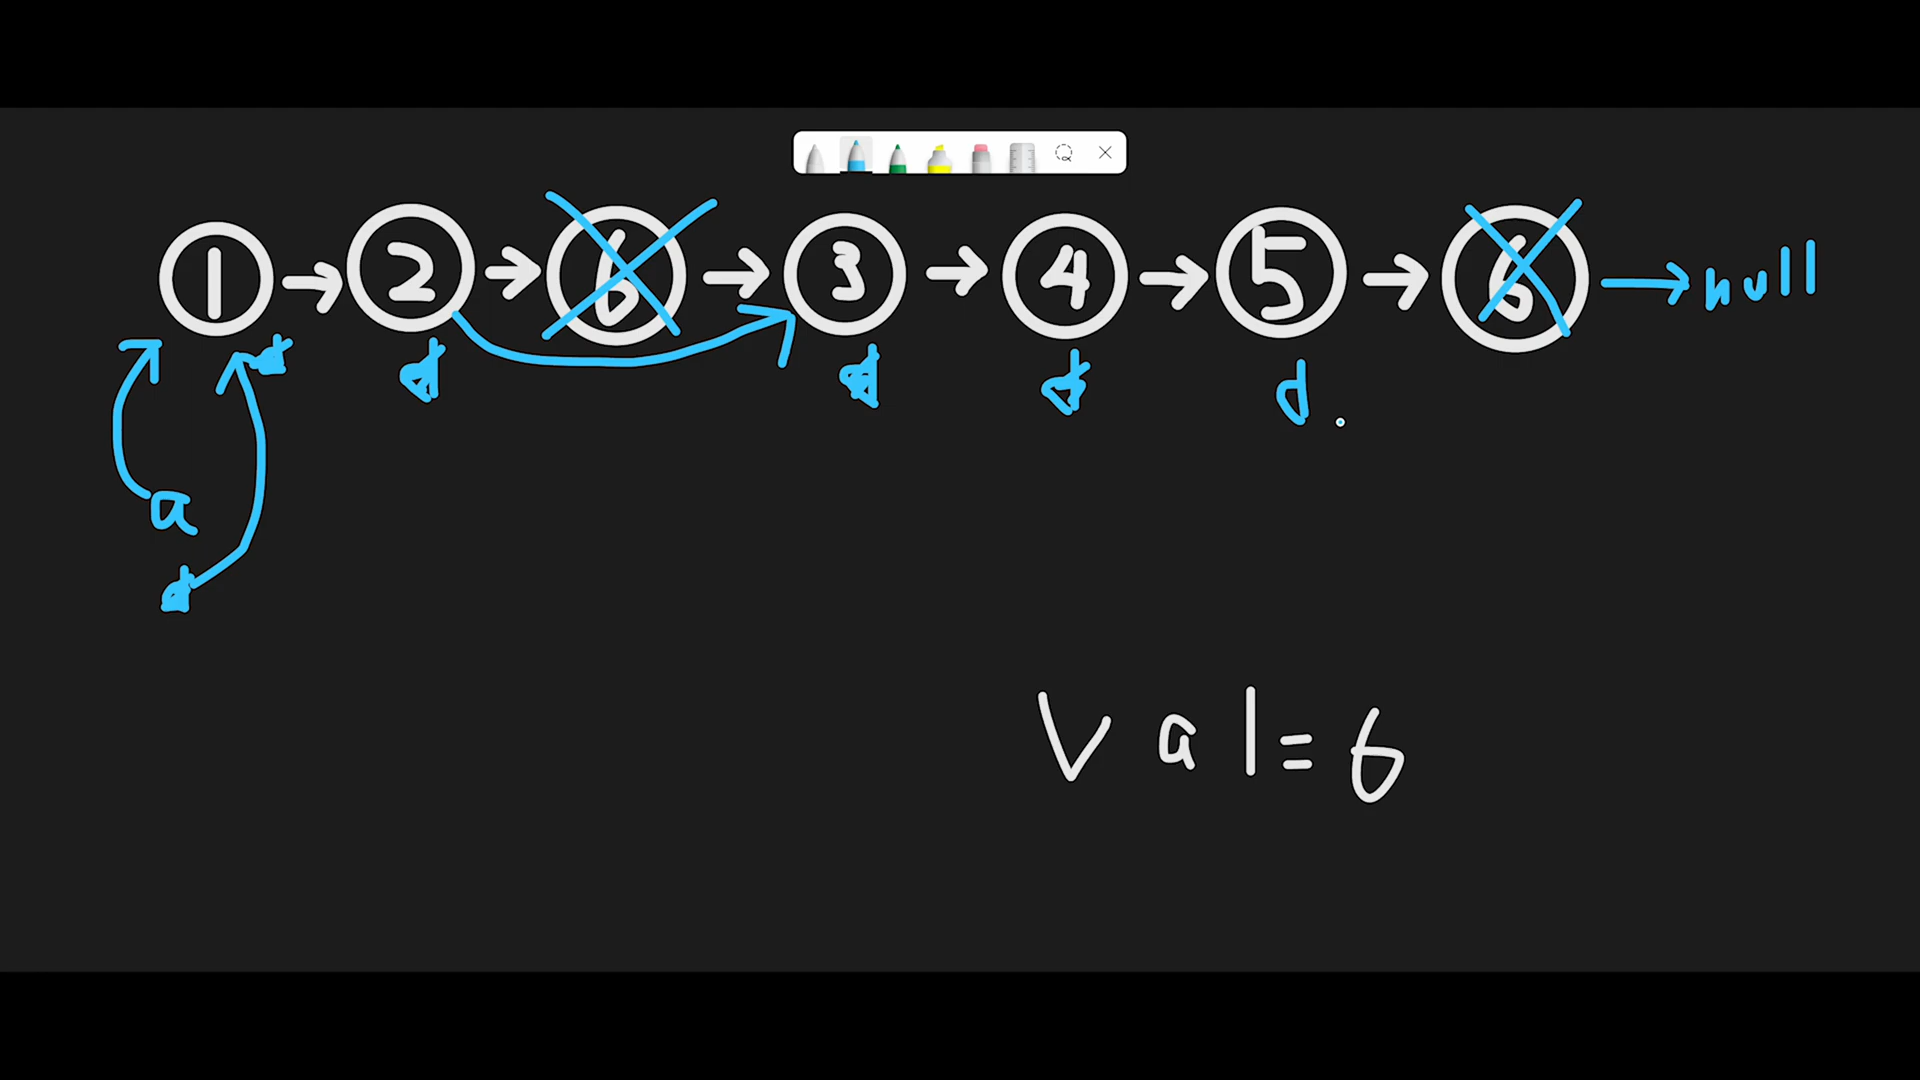 1 → 2 → 6 → 3 → 4 → 5 → 6 → null
d d d d d
a
d
Val=6